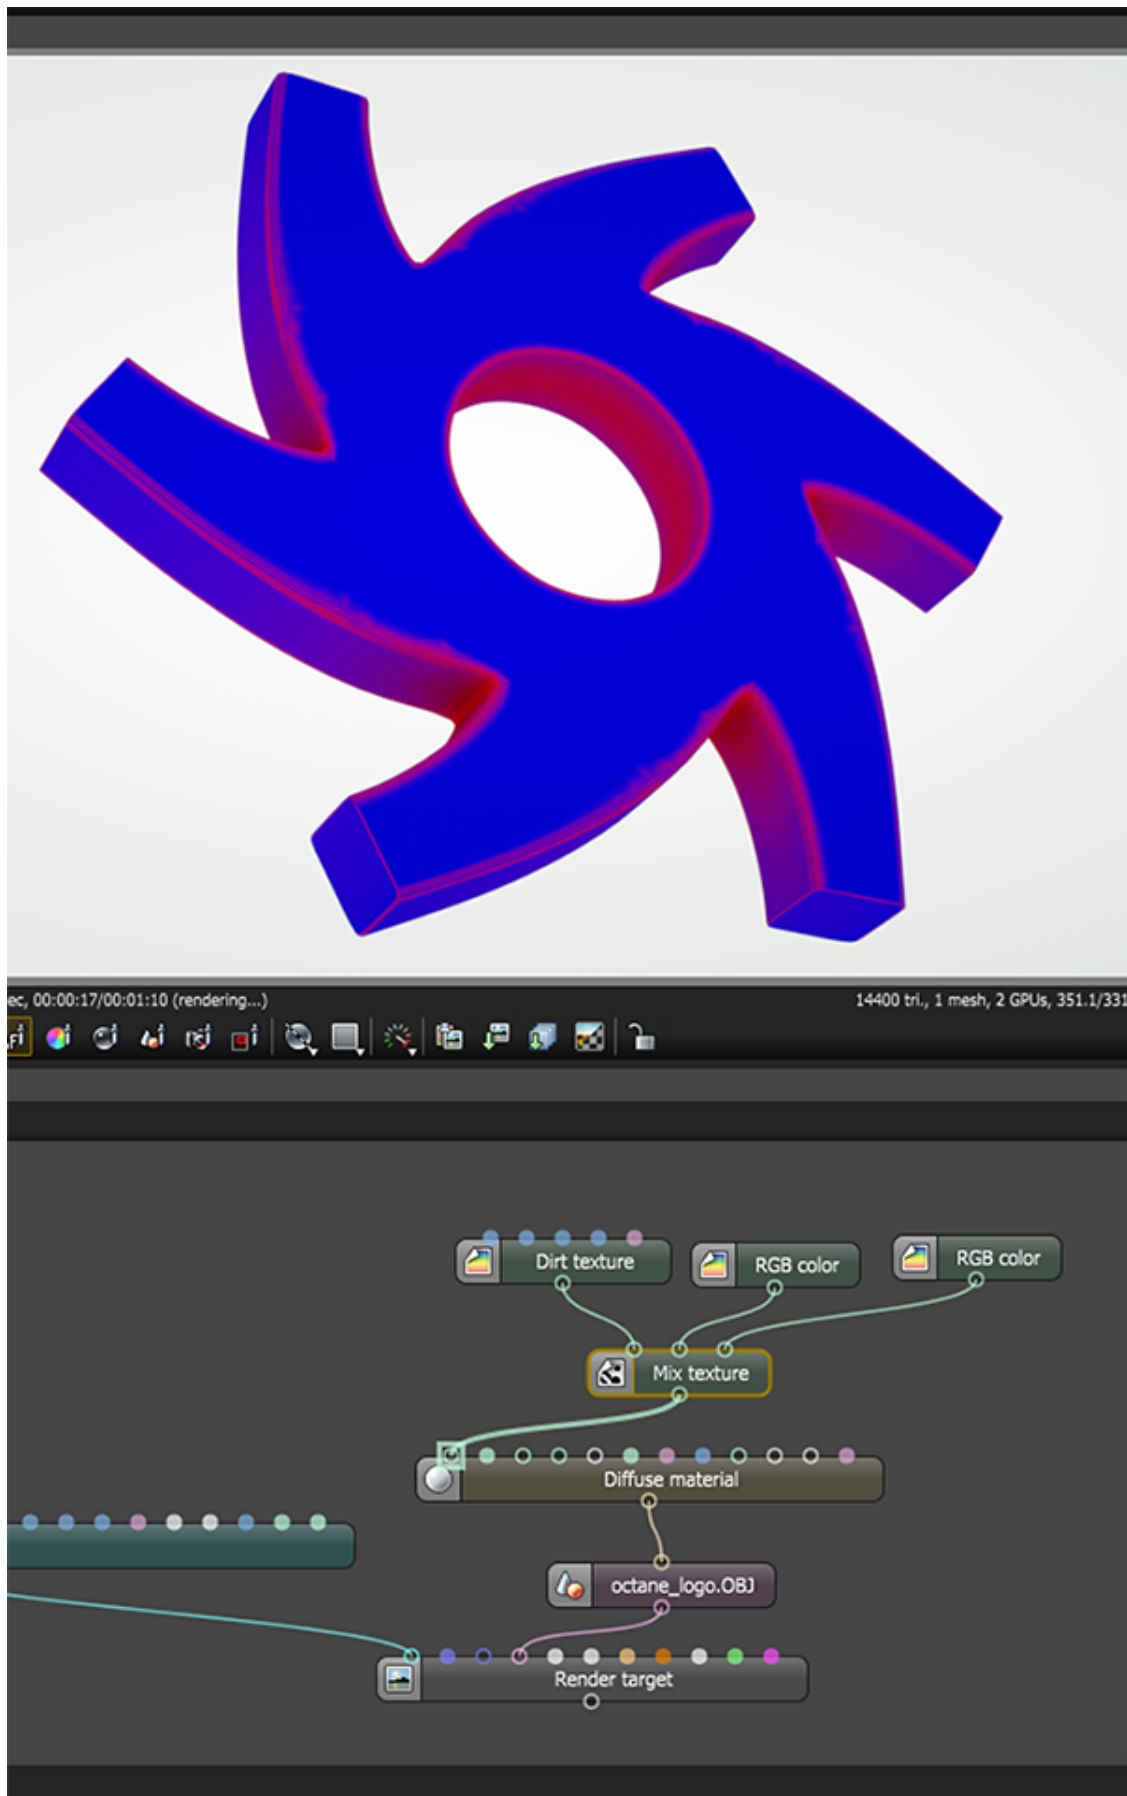 ec, 00:00:17/00:01:10 (rendering...)
14400 tri., 1 mesh, 2 GPUs, 351.1/331
Dirt texture
RGB color
RGB color
Mix texture
Diffuse material
octane_logo.OBJ
Render target